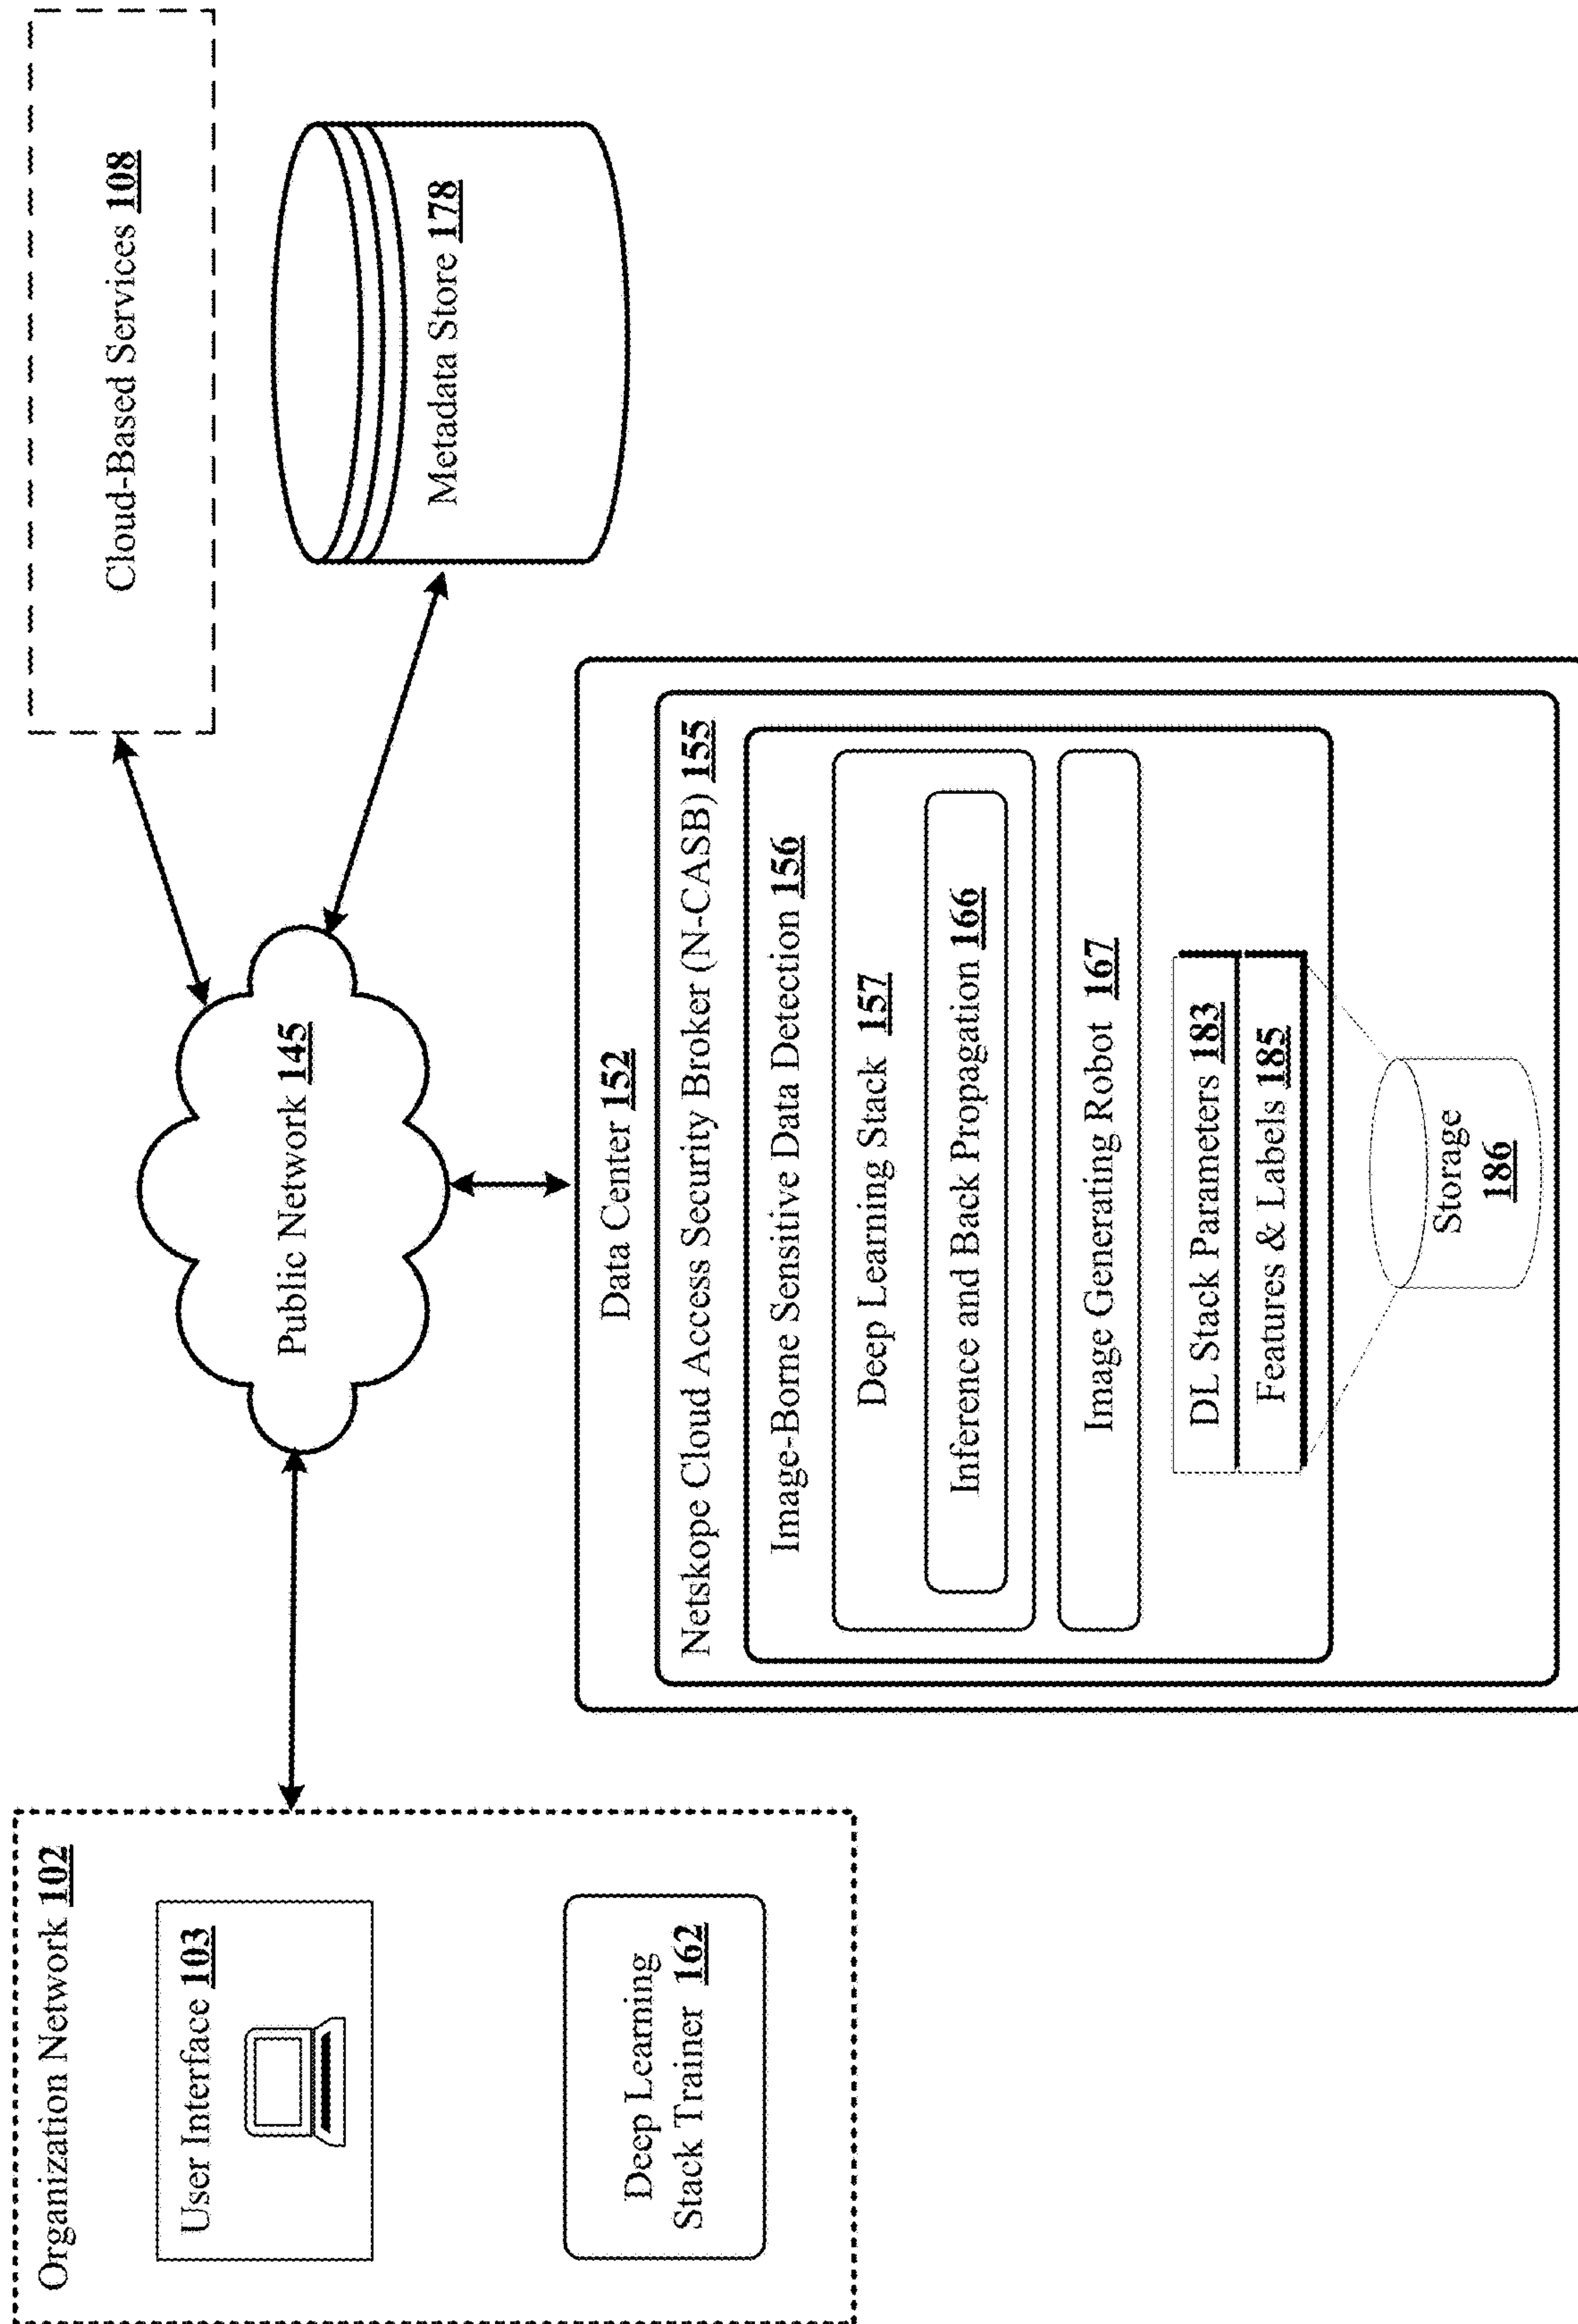 Organization Network 102
User Interface 103
Deep Learning
Stack Trainer 162
Public Network 145
Cloud-Based Services 108
Metadata Store 178
Data Center 152
Netskope Cloud Access Security Broker (N-CASB) 155
Image-Borne Sensitive Data Detection 156
Deep Learning Stack 157
Inference and Back Propagation 166
Image Generating Robot 167
DL Stack Parameters 183
Features & Labels 185
Storage
186